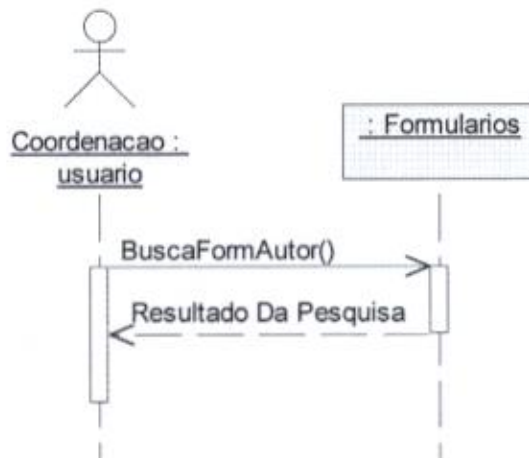 Coordenacao :
usuario
: Formularios
BuscaFormAutor()
Resultado Da Pesquisa